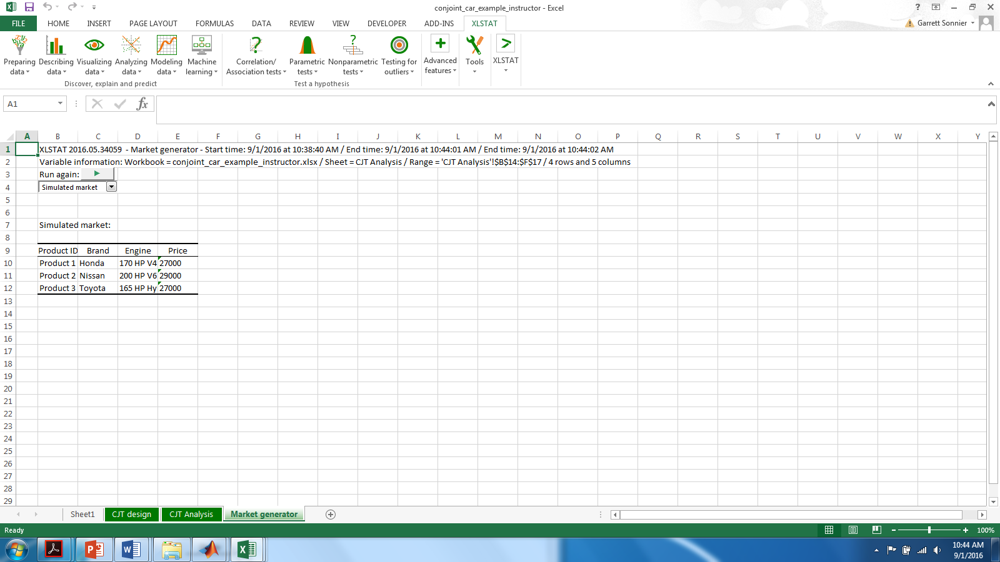 conjoint_car_example_instructor - Excel
FILE HOME INSERT PAGE LAYOUT FORMULAS DATA REVIEW VIEW DEVELOPER ADD-INS XLSTAT Garrett Sonnier
Preparing data Describing data Visualizing data Analyzing data Modeling data Machine learning Correlation/ Association tests Parametric tests Nonparametric tests Testing for outliers Advanced features Tools XLSTAT
Discover, explain and predict Test a hypothesis
A1 fx
A B C D E F G H I J K L M N O P Q R S T U V W X Y
1 XLSTAT 2016.05.34059 - Market generator - Start time: 9/1/2016 at 10:38:40 AM / End time: 9/1/2016 at 10:44:01 AM / End time: 9/1/2016 at 10:44:02 AM
2 Variable information: Workbook = conjoint_car_example_instructor.xlsx / Sheet = CJT Analysis / Range = 'CJT Analysis'!$B$14:$F$17 / 4 rows and 5 columns
3 Run again:
4 Simulated market
5
6
7 Simulated market:
8
9 Product ID Brand Engine Price
10 Product 1 Honda 170 HP V4 27000
11 Product 2 Nissan 200 HP V6 29000
12 Product 3 Toyota 165 HP Hy 27000
13
14
15
16
17
18
19
20
21
22
23
24
25
26
27
28
29
Sheet1 CJT design CJT Analysis Market generator
Ready 100%
10:44 AM
9/1/2016